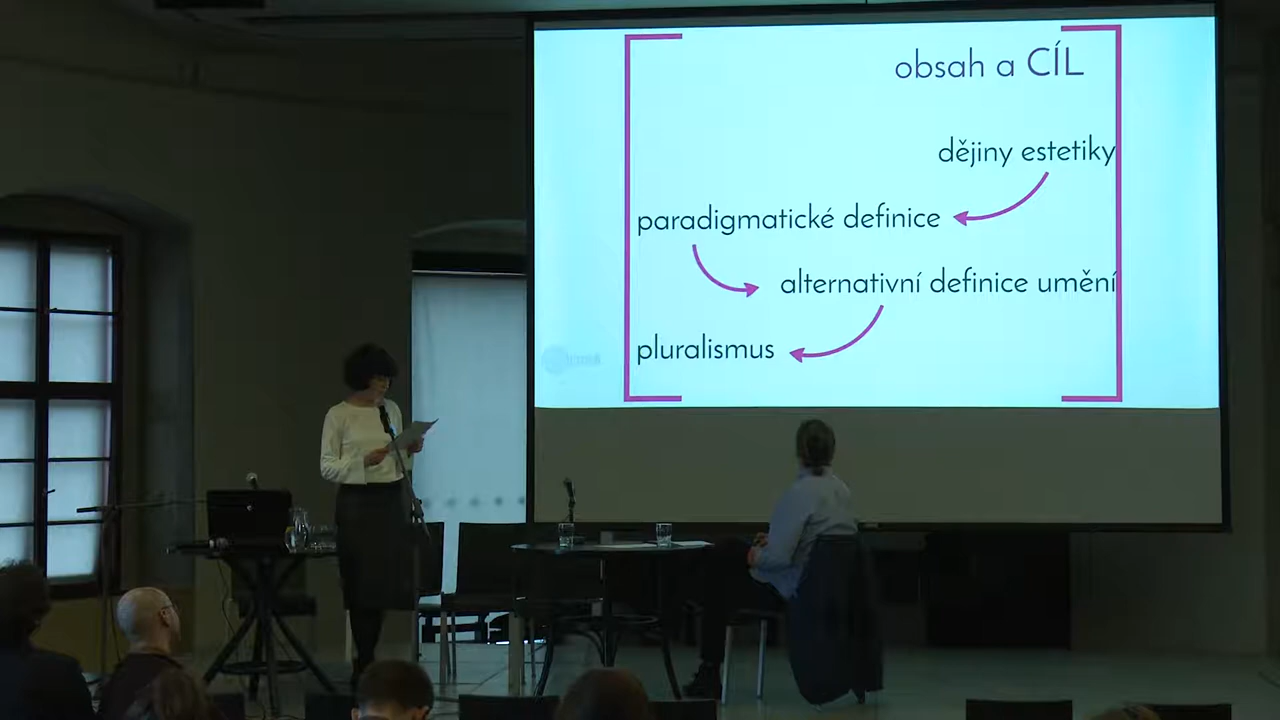 obsah a CÍL
dějiny estetiky
paradigmatické definice
alternativní definice umění
pluralismus